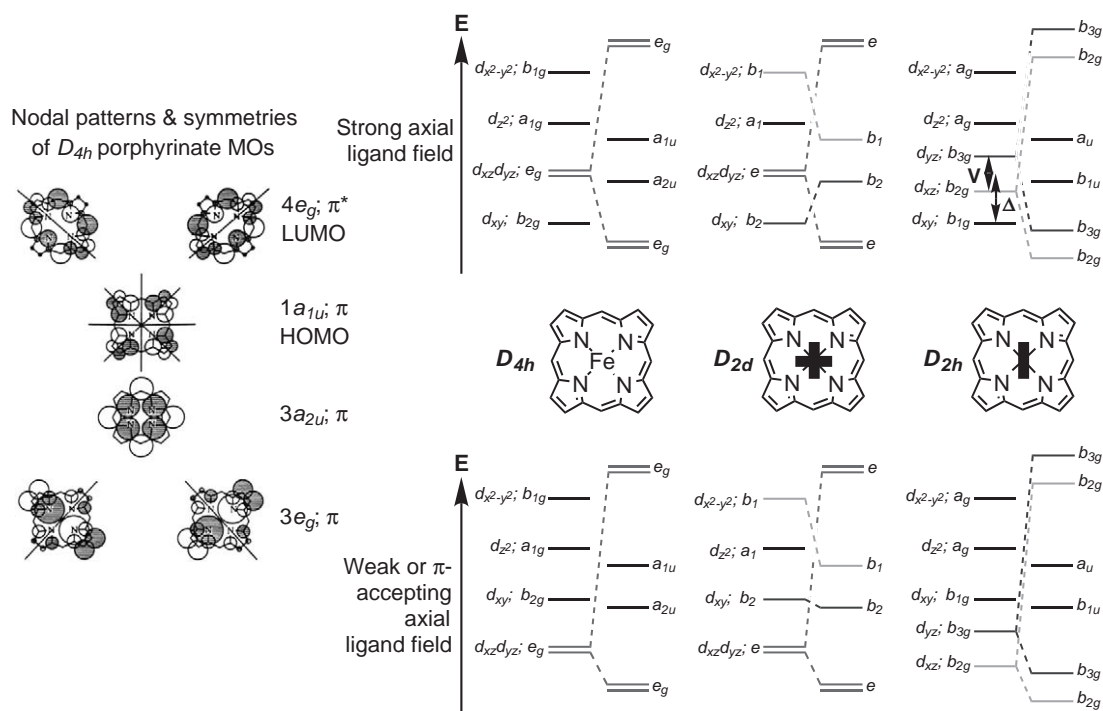 Nodal patterns & symmetries
of D4h porphyrinate MOs
4eg; π*
LUMO
1a1u; π
HOMO
3a2u; π
3eg; π
N
N
N
N
N
N
N
N
N
N
N
N
E
Strong axial
ligand field
dx2-y2; b1g
dz2; a1g
dxzdyz; eg
dxy; b2g
eg
a1u
a2u
eg
dx2-y2; b1
dz2; a1
dxzdyz; e
dxy; b2
e
b1
b2
e
dx2-y2; ag
dz2; ag
dyz; b3g
V
dxz; b2g
Δ
dxy; b1g
b3g
b2g
au
b1u
b3g
b2g
D4h
N
N
Fe
N
N
D2d
N
N
N
N
D2h
N
N
N
N
E
Weak or π-
accepting
axial
ligand field
dx2-y2; b1g
dz2; a1g
dxy; b2g
dxzdyz; eg
eg
a1u
a2u
eg
dx2-y2; b1
dz2; a1
dxy; b2
dxzdyz; e
e
b1
b2
e
dx2-y2; ag
dz2; ag
dxy; b1g
dyz; b3g
dxz; b2g
b3g
b2g
au
b1u
b3g
b2g